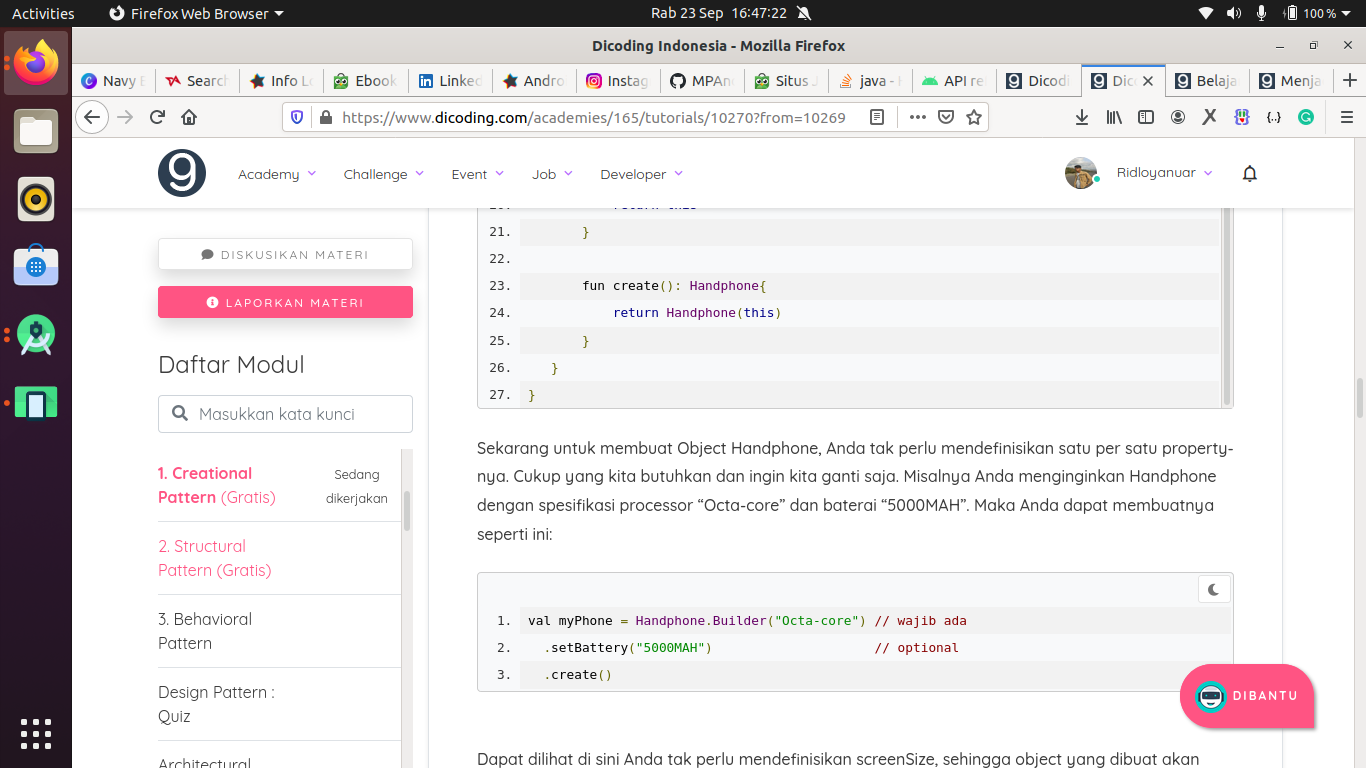 Activities
Firefox Web Browser
Rab 23 Sep 16:47:22
100 %
Dicoding Indonesia - Mozilla Firefox
Navy
Search
Info L
Ebook
Linked
Andro
Instag
MPAn
Situs J
java -
API re
Dicodi
Dico
Belaja
Menja
https://www.dicoding.com/academies/165/tutorials/10270?from=10269
Academy
Challenge
Event
Job
Developer
Ridloyanuar
DISKUSIKAN MATERI
LAPORKAN MATERI
Daftar Modul
Masukkan kata kunci
1. Creational
Pattern (Gratis)
Sedang
dikerjakan
2. Structural
Pattern (Gratis)
3. Behavioral
Pattern
Design Pattern :
Quiz
Architectural
20. return this
21. }
22.
23. fun create(): Handphone{
24. return Handphone(this)
25. }
26. }
27. }
Sekarang untuk membuat Object Handphone, Anda tak perlu mendefinisikan satu per satu property-
nya. Cukup yang kita butuhkan dan ingin kita ganti saja. Misalnya Anda menginginkan Handphone
dengan spesifikasi processor “Octa-core” dan baterai “5000MAH”. Maka Anda dapat membuatnya
seperti ini:
1. val myPhone = Handphone.Builder("Octa-core") // wajib ada
2. .setBattery("5000MAH") // optional
3. .create()
DIBANTU
Dapat dilihat di sini Anda tak perlu mendefinisikan screenSize, sehingga object yang dibuat akan